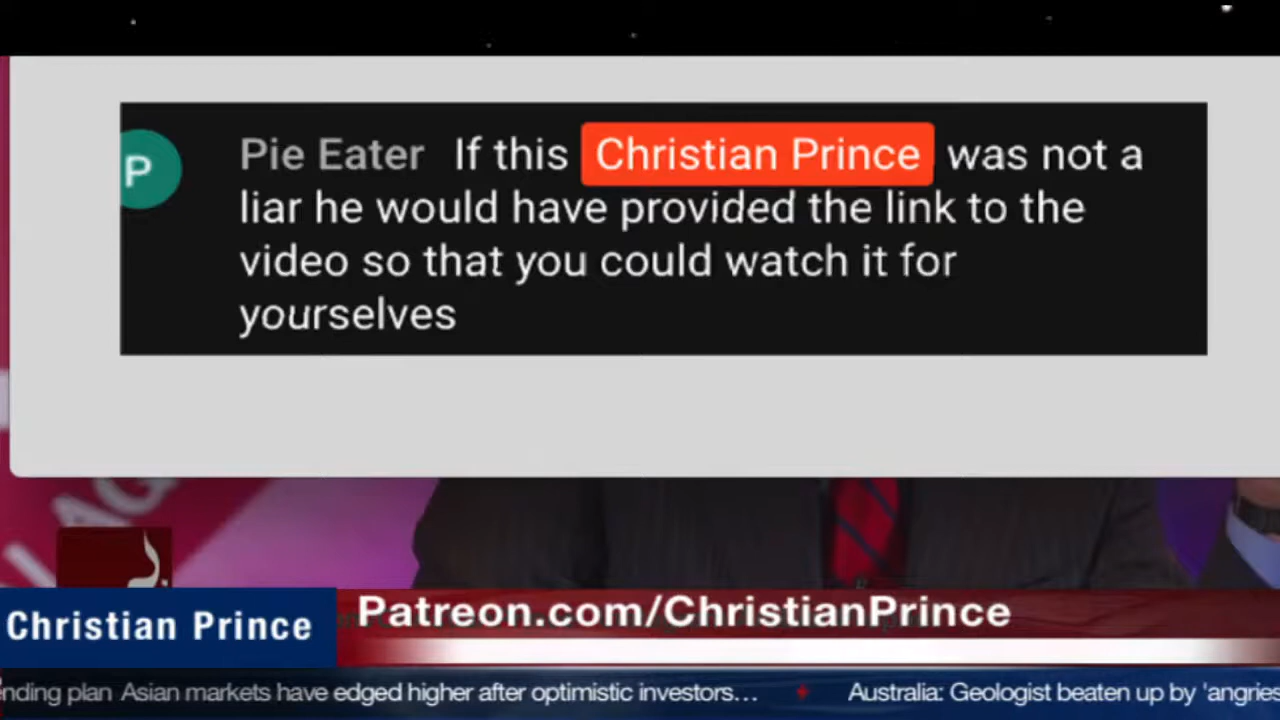 P
Pie Eater If this Christian Prince was not a
liar he would have provided the link to the
video so that you could watch it for
yourselves
Christian Prince
Patreon.com/ChristianPrince
nding plan Asian markets have edged higher after optimistic investors… Australia: Geologist beaten up by 'angries